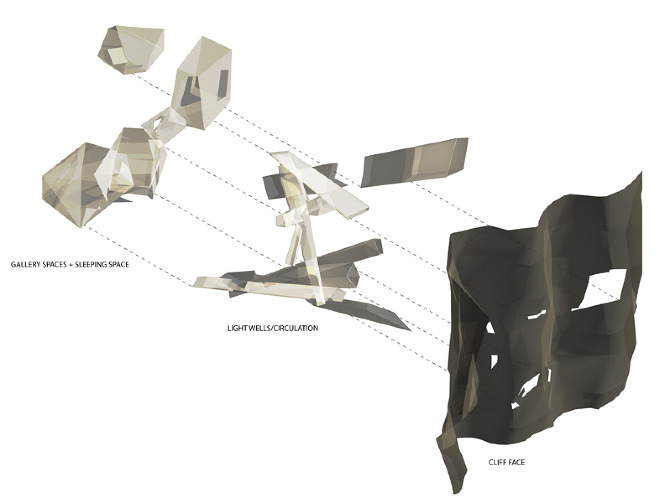 GALLERY SPACES + SLEEPING SPACE
LIGHT WELLS/CIRCULATION
CLIFF FACE